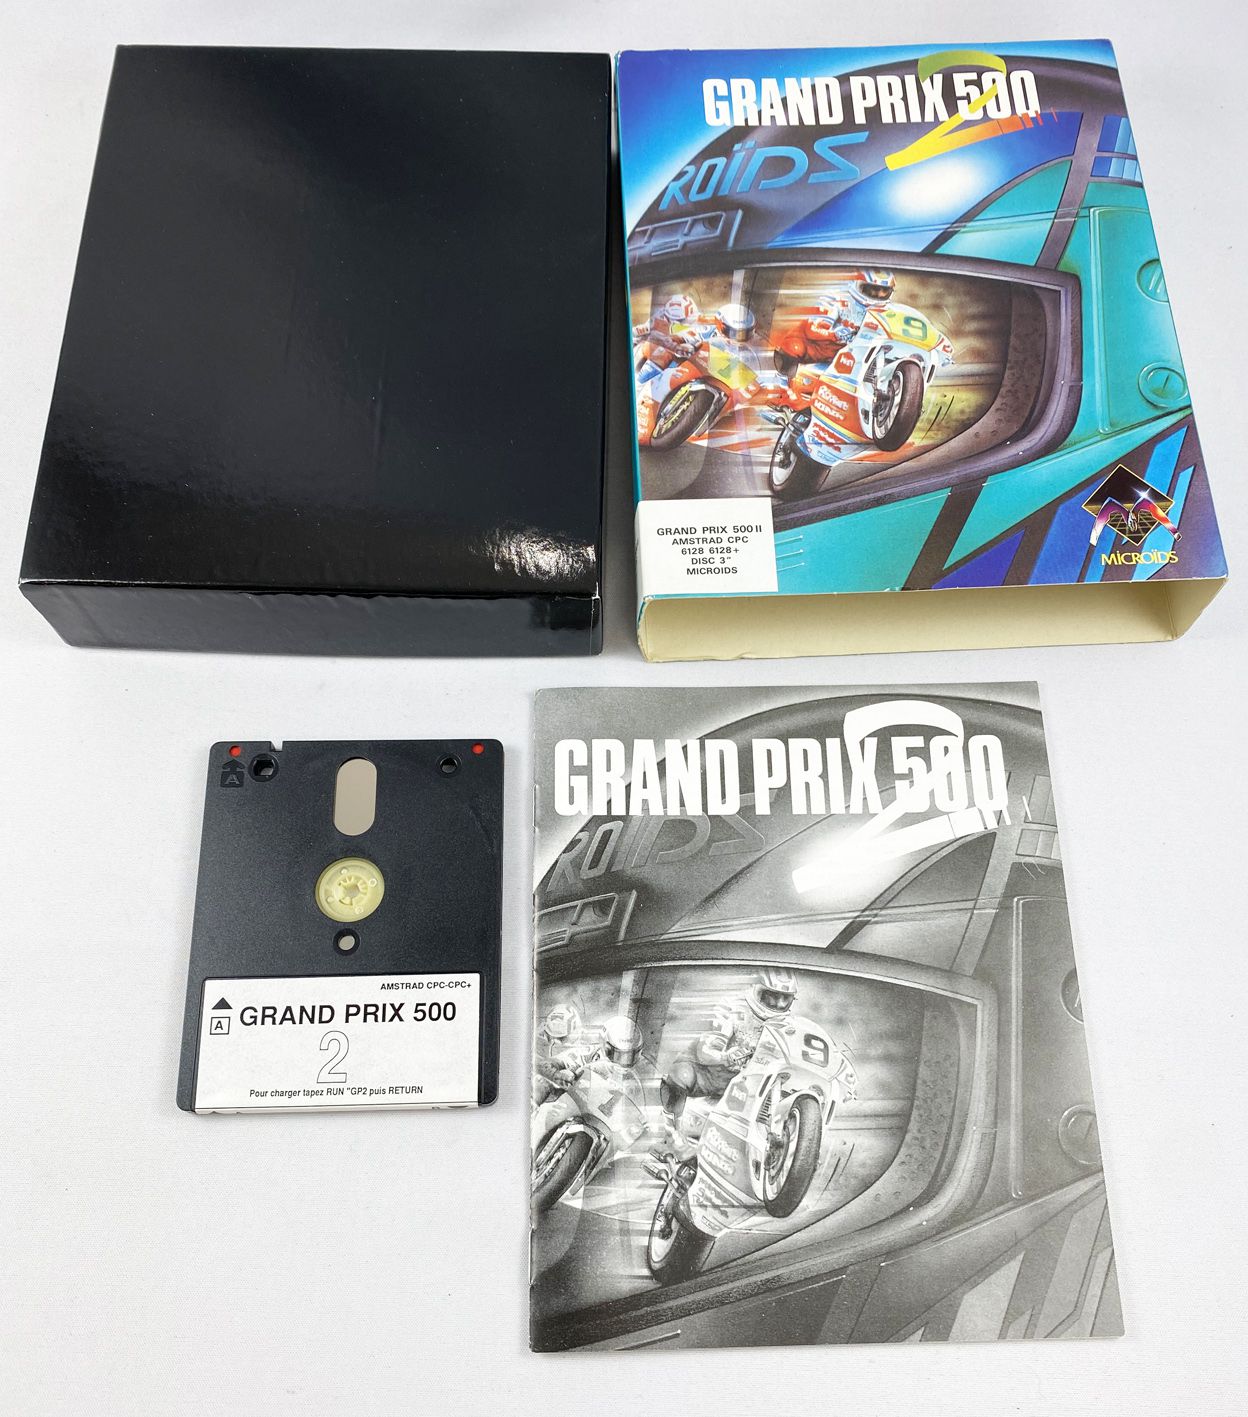 GRAND PRIX 500
2
ROÏDS
9
GRAND PRIX 500 II
AMSTRAD CPC
6128 6128+
DISC 3"
MICROIDS
MiCROÏDS
GRAND PRIX 500
2
ROÏDS
9
A
AMSTRAD CPC-CPC+
A
GRAND PRIX 500
2
Pour charger tapez RUN "GP2 puis RETURN